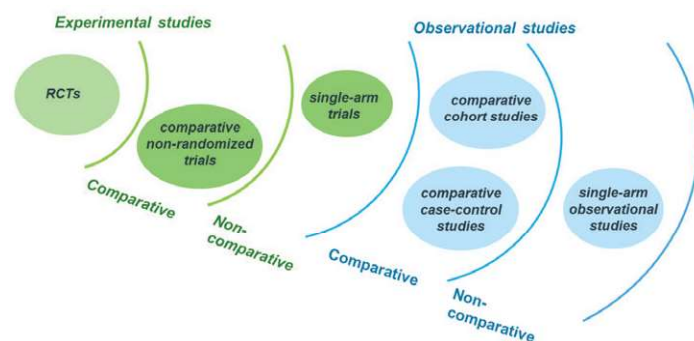 Experimental studies
Observational studies
RCTs
comparative
non-randomized
trials
single-arm
trials
comparative
cohort studies
comparative
case-control
studies
single-arm
observational
studies
Comparative
Non-
comparative
Comparative
Non-
comparative